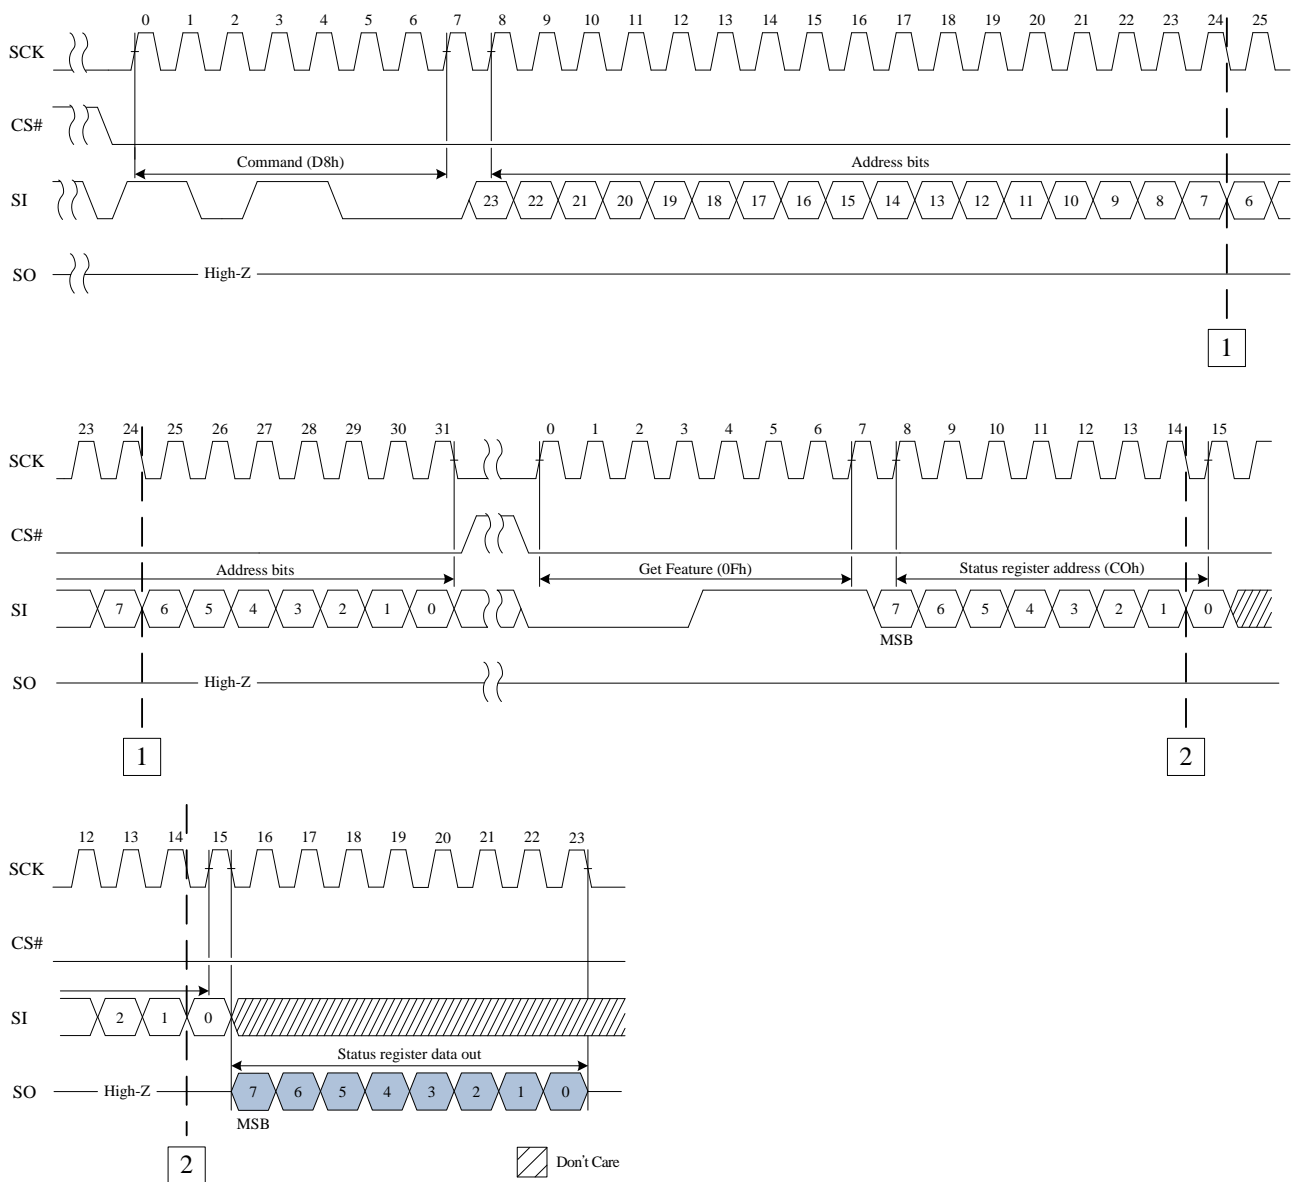 0 1 2 3 4 5 6 7 8 9 10 11 12 13 14 15 16 17 18 19 20 21 22 23 24 25
SCK
CS#
Command (D8h) Address bits
SI 23 22 21 20 19 18 17 16 15 14 13 12 11 10 9 8 7 6
SO High-Z
1
23 24 25 26 27 28 29 30 31 0 1 2 3 4 5 6 7 8 9 10 11 12 13 14 15
SCK
CS#
Address bits Get Feature (0Fh) Status register address (COh)
SI 7 6 5 4 3 2 1 0 7 6 5 4 3 2 1 0
MSB
SO High-Z
1 2
12 13 14 15 16 17 18 19 20 21 22 23
SCK
CS#
SI 2 1 0
Status register data out
SO High-Z 7 6 5 4 3 2 1 0
MSB
2 Don't Care